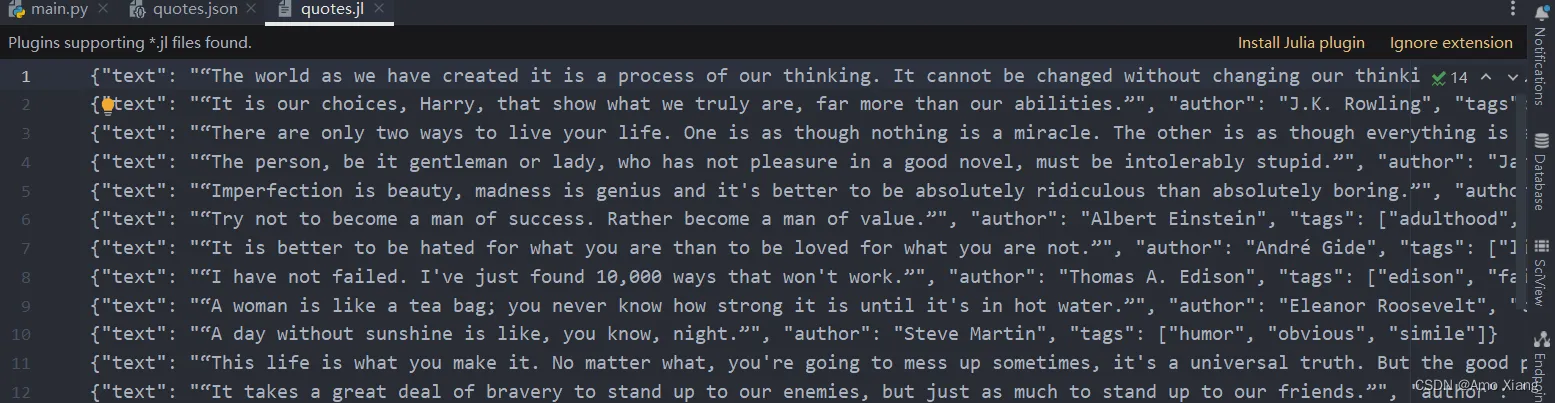 main.py quotes.json quotes.jl
Plugins supporting *.jl files found. Install Julia plugin Ignore extension
1 {"text": "“The world as we have created it is a process of our thinking. It cannot be changed without changing our thinki 14
2 {"text": "“It is our choices, Harry, that show what we truly are, far more than our abilities.”", "author": "J.K. Rowling", "tags"
3 {"text": "“There are only two ways to live your life. One is as though nothing is a miracle. The other is as though everything is
4 {"text": "“The person, be it gentleman or lady, who has not pleasure in a good novel, must be intolerably stupid.”", "author": "Ja
5 {"text": "“Imperfection is beauty, madness is genius and it's better to be absolutely ridiculous than absolutely boring.”", "autho
6 {"text": "“Try not to become a man of success. Rather become a man of value.”", "author": "Albert Einstein", "tags": ["adulthood",
7 {"text": "“It is better to be hated for what you are than to be loved for what you are not.”", "author": "André Gide", "tags": ["l
8 {"text": "“I have not failed. I've just found 10,000 ways that won't work.”", "author": "Thomas A. Edison", "tags": ["edison", "fai
9 {"text": "“A woman is like a tea bag; you never know how strong it is until it's in hot water.”", "author": "Eleanor Roosevelt",
10 {"text": "“A day without sunshine is like, you know, night.”", "author": "Steve Martin", "tags": ["humor", "obvious", "simile"]}
11 {"text": "“This life is what you make it. No matter what, you're going to mess up sometimes, it's a universal truth. But the good p
12 {"text": "“It takes a great deal of bravery to stand up to our enemies, but just as much to stand up to our friends.”", "author":
Notifications
Database
SciView
Endpoin
CSDN @Amo Xiang